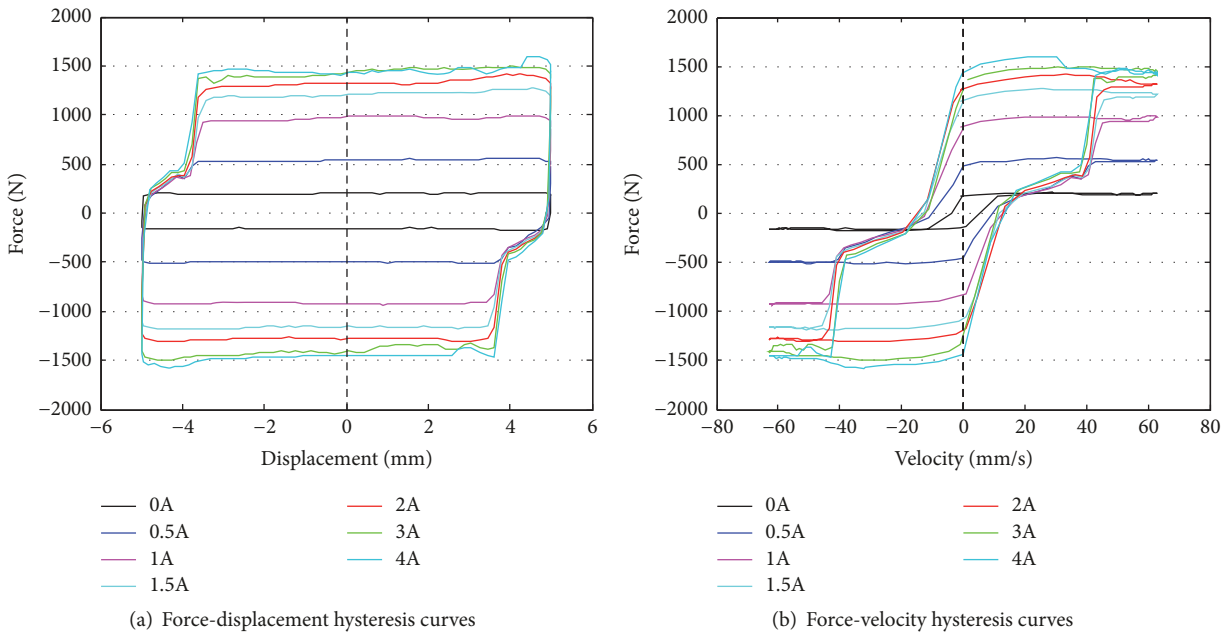 2000
1500
1000
500
0
−500
−1000
−1500
−2000
Force (N)
−6
−4
−2
0
2
4
6
Displacement (mm)
0A
0.5A
1A
1.5A
2A
3A
4A
(a) Force-displacement hysteresis curves
2000
1500
1000
500
0
−500
−1000
−1500
−2000
Force (N)
−80
−60
−40
−20
0
20
40
60
80
Velocity (mm/s)
0A
0.5A
1A
1.5A
2A
3A
4A
(b) Force-velocity hysteresis curves